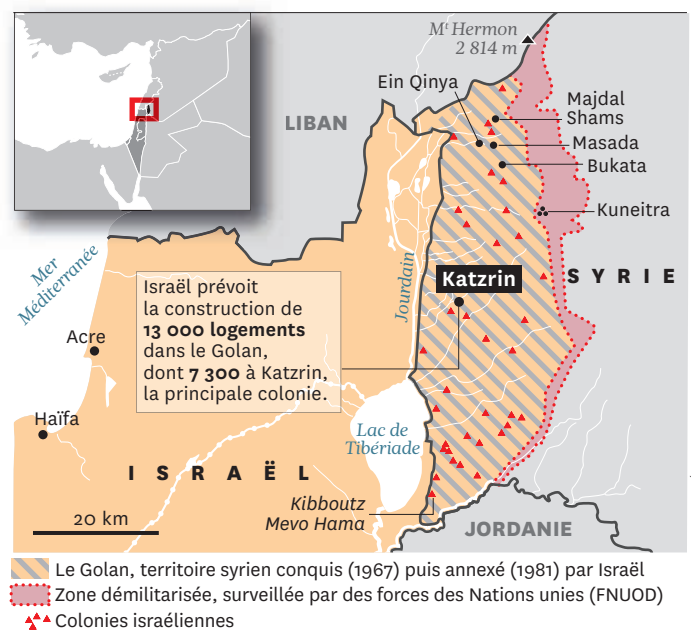 Mt Hermon
2 814 m
Ein Qinya
Majdal
Shams
LIBAN
Masada
Bukata
Kuneitra
Mer
Méditerranée
Jourdain
Katzrin
SYRIE
Israël prévoit
la construction de
13 000 logements
dans le Golan,
dont 7 300 à Katzrin,
la principale colonie.
Acre
Haïfa
Lac de
Tibériade
ISRAËL
Kibboutz
Mevo Hama
20 km
JORDANIE
Le Golan, territoire syrien conquis (1967) puis annexé (1981) par Israël
Zone démilitarisée, surveillée par des forces des Nations unies (FNUOD)
Colonies israéliennes